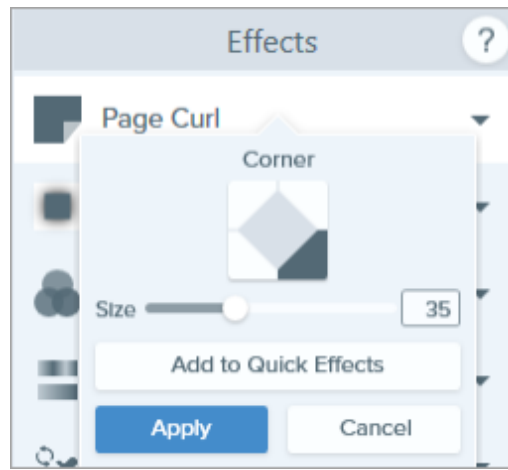 Effects ?
Page Curl
Corner
Size 35
Add to Quick Effects
Apply Cancel